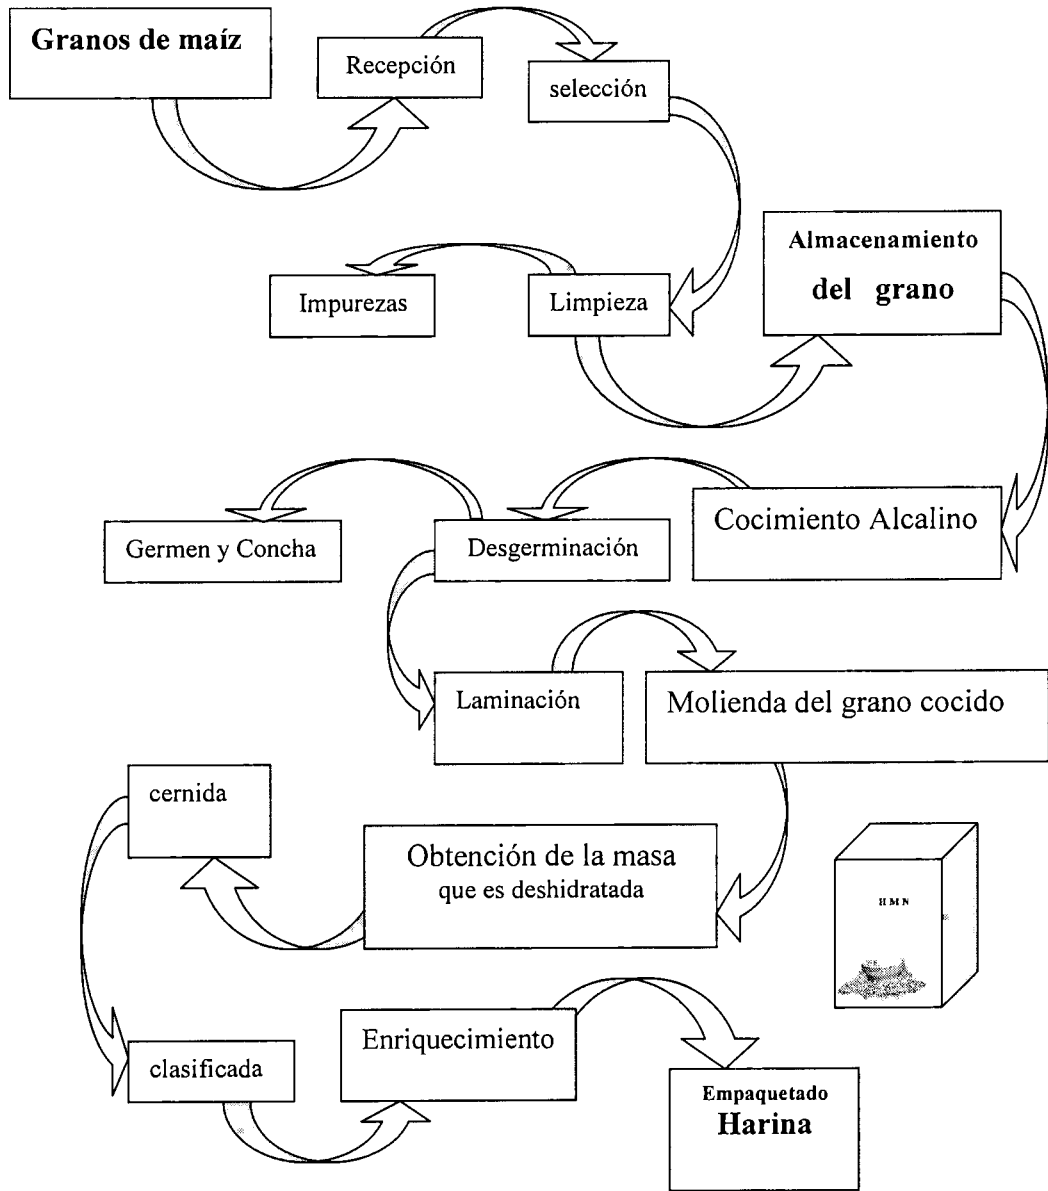 Granos de maíz
Recepción
selección
Almacenamiento
del grano
Impurezas
Limpieza
Cocimiento Alcalino
Germen y Concha
Desgerminación
Laminación
Molienda del grano cocido
cernida
Obtención de la masa
que es deshidratada
HMN
Enriquecimiento
clasificada
Empaquetado
Harina